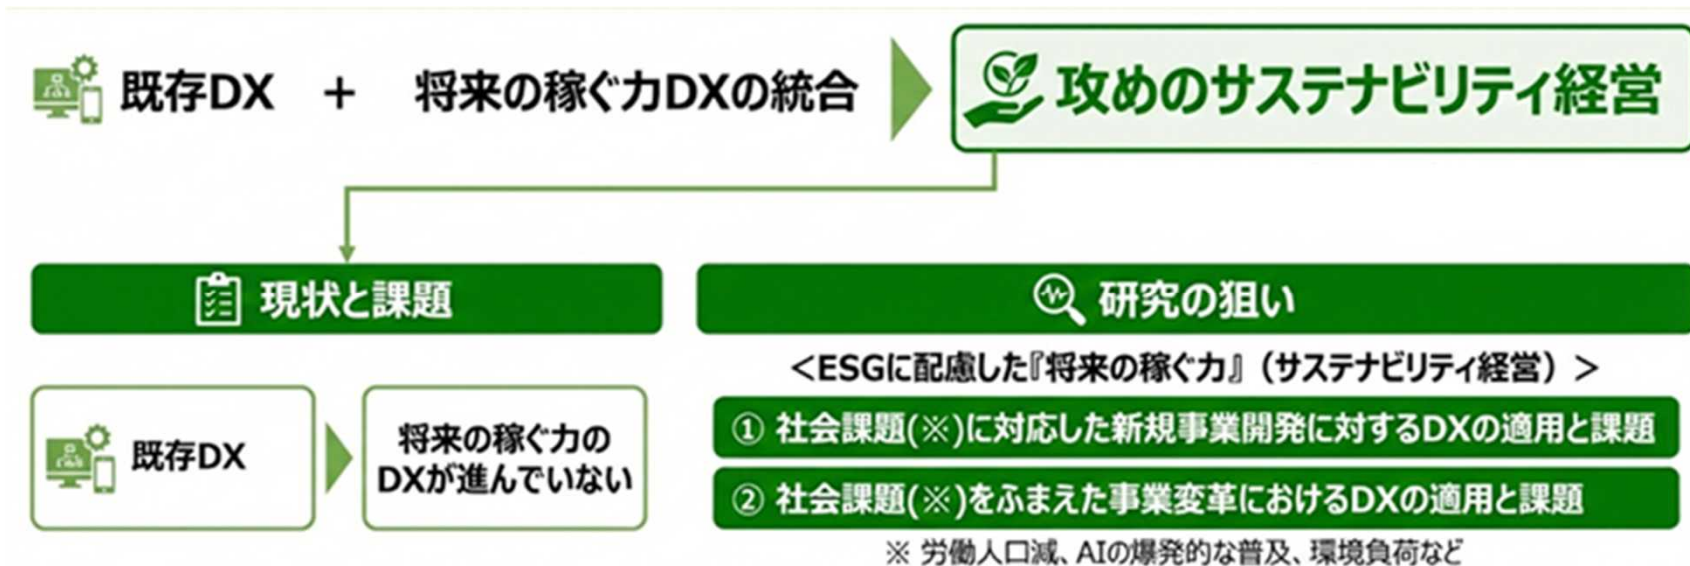 既存DX + 将来の稼ぐ力DXの統合
攻めのサステナビリティ経営
現状と課題
既存DX
将来の稼ぐ力の
DXが進んでいない
研究の狙い
＜ESGに配慮した『将来の稼ぐ力』（サステナビリティ経営）＞
① 社会課題(※)に対応した新規事業開発に対するDXの適用と課題
② 社会課題(※)をふまえた事業変革におけるDXの適用と課題
※ 労働人口減、AIの爆発的な普及、環境負荷など